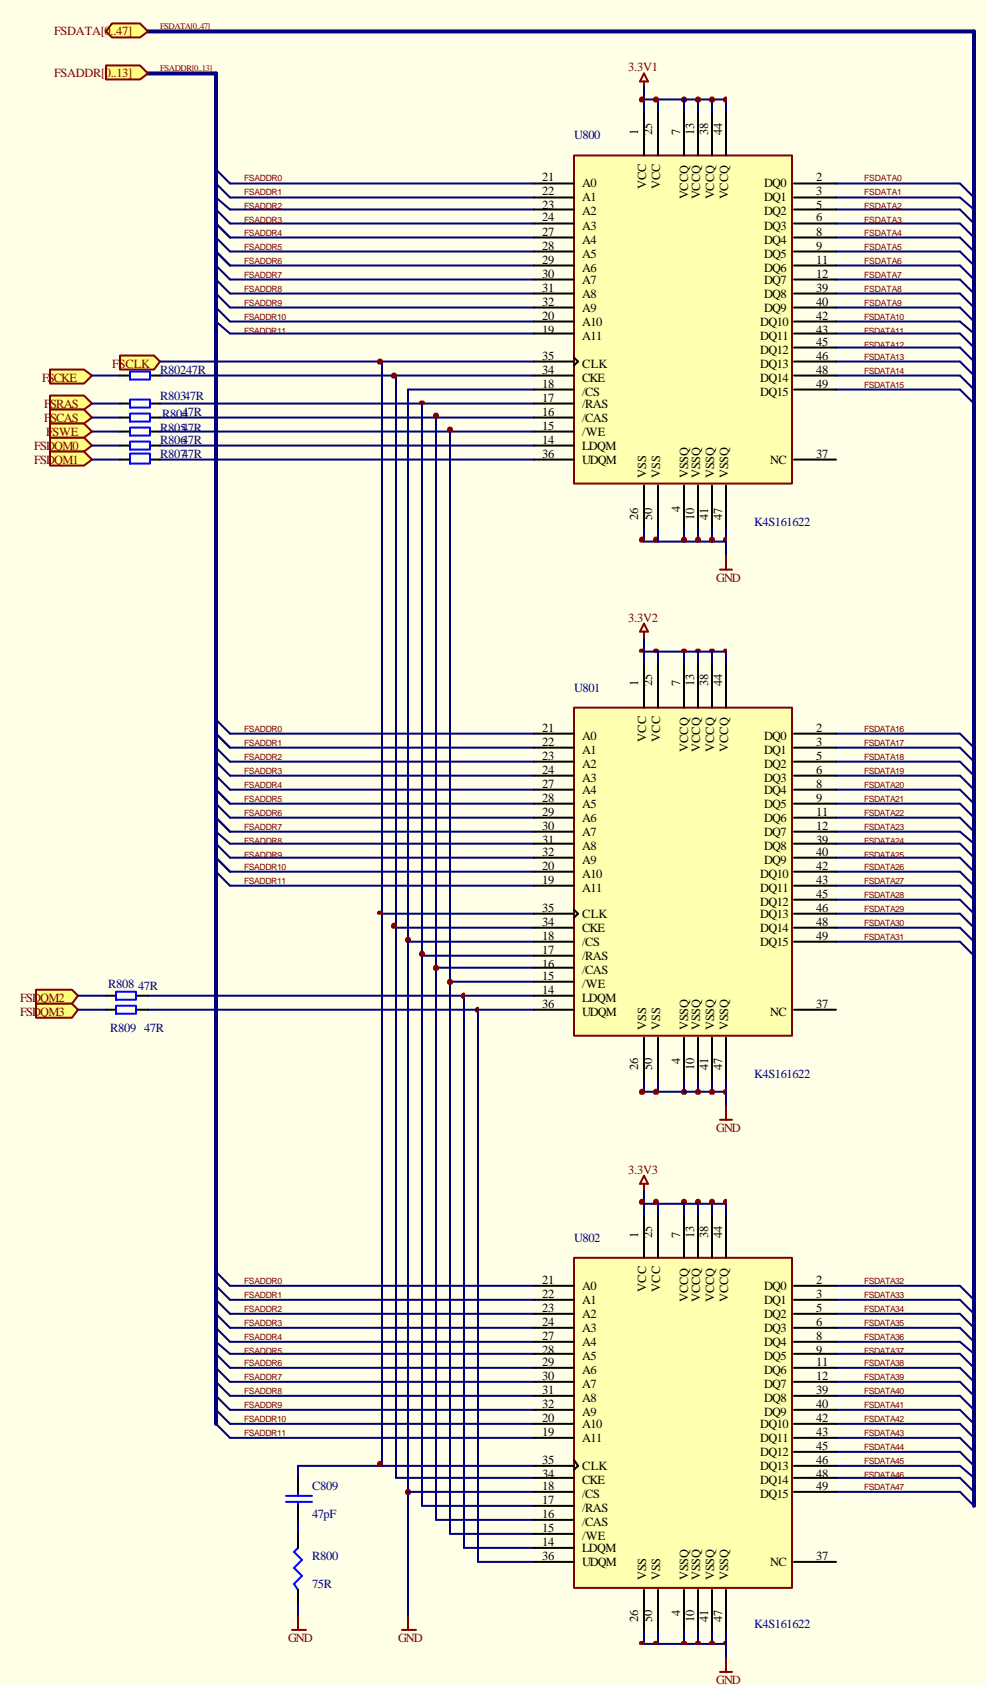 FSDATA[0..47] FSDATA[0..47]
FSADDR[0..13] FSADDR[0..13]
3.3V1
1 25 7 13 38 44
U800
VCC VCC VCCQ VCCQ VCCQ VCCQ
FSADDR0 21 A0 DQ0 2 FSDATA0
FSADDR1 22 A1 DQ1 3 FSDATA1
FSADDR2 23 A2 DQ2 5 FSDATA2
FSADDR3 24 A3 DQ3 6 FSDATA3
FSADDR4 27 A4 DQ4 8 FSDATA4
FSADDR5 28 A5 DQ5 9 FSDATA5
FSADDR6 29 A6 DQ6 11 FSDATA6
FSADDR7 30 A7 DQ7 12 FSDATA7
FSADDR8 31 A8 DQ8 39 FSDATA8
FSADDR9 32 A9 DQ9 40 FSDATA9
FSADDR10 20 A10 DQ10 42 FSDATA10
FSADDR11 19 A11 DQ11 43 FSDATA11
DQ12 45 FSDATA12
FSCLK 35 CLK DQ13 46 FSDATA13
FSCKE R802 47R 34 CKE DQ14 48 FSDATA14
18 /CS DQ15 49 FSDATA15
FSRAS R803 47R 17 /RAS
FSCAS R804 47R 16 /CAS
FSWE R805 47R 15 /WE
FSDQM0 R806 47R 14 LDQM
FSDQM1 R807 47R 36 UDQM NC 37
VSS VSS VSSQ VSSQ VSSQ VSSQ
26 50 4 10 41 47
K4S161622
GND
3.3V2
1 25 7 13 38 44
U801
VCC VCC VCCQ VCCQ VCCQ VCCQ
FSADDR0 21 A0 DQ0 2 FSDATA16
FSADDR1 22 A1 DQ1 3 FSDATA17
FSADDR2 23 A2 DQ2 5 FSDATA18
FSADDR3 24 A3 DQ3 6 FSDATA19
FSADDR4 27 A4 DQ4 8 FSDATA20
FSADDR5 28 A5 DQ5 9 FSDATA21
FSADDR6 29 A6 DQ6 11 FSDATA22
FSADDR7 30 A7 DQ7 12 FSDATA23
FSADDR8 31 A8 DQ8 39 FSDATA24
FSADDR9 32 A9 DQ9 40 FSDATA25
FSADDR10 20 A10 DQ10 42 FSDATA26
FSADDR11 19 A11 DQ11 43 FSDATA27
DQ12 45 FSDATA28
35 CLK DQ13 46 FSDATA29
34 CKE DQ14 48 FSDATA30
18 /CS DQ15 49 FSDATA31
17 /RAS
16 /CAS
15 /WE
FSDQM2 R808 47R 14 LDQM
FSDQM3 R809 47R 36 UDQM NC 37
VSS VSS VSSQ VSSQ VSSQ VSSQ
26 50 4 10 41 47
K4S161622
GND
3.3V3
1 25 7 13 38 44
U802
VCC VCC VCCQ VCCQ VCCQ VCCQ
FSADDR0 21 A0 DQ0 2 FSDATA32
FSADDR1 22 A1 DQ1 3 FSDATA33
FSADDR2 23 A2 DQ2 5 FSDATA34
FSADDR3 24 A3 DQ3 6 FSDATA35
FSADDR4 27 A4 DQ4 8 FSDATA36
FSADDR5 28 A5 DQ5 9 FSDATA37
FSADDR6 29 A6 DQ6 11 FSDATA38
FSADDR7 30 A7 DQ7 12 FSDATA39
FSADDR8 31 A8 DQ8 39 FSDATA40
FSADDR9 32 A9 DQ9 40 FSDATA41
FSADDR10 20 A10 DQ10 42 FSDATA42
FSADDR11 19 A11 DQ11 43 FSDATA43
DQ12 45 FSDATA44
35 CLK DQ13 46 FSDATA45
34 CKE DQ14 48 FSDATA46
C809 18 /CS DQ15 49 FSDATA47
17 /RAS
47pF 16 /CAS
15 /WE
14 LDQM
R800 36 UDQM NC 37
75R
VSS VSS VSSQ VSSQ VSSQ VSSQ
26 50 4 10 41 47
K4S161622
GND GND
GND